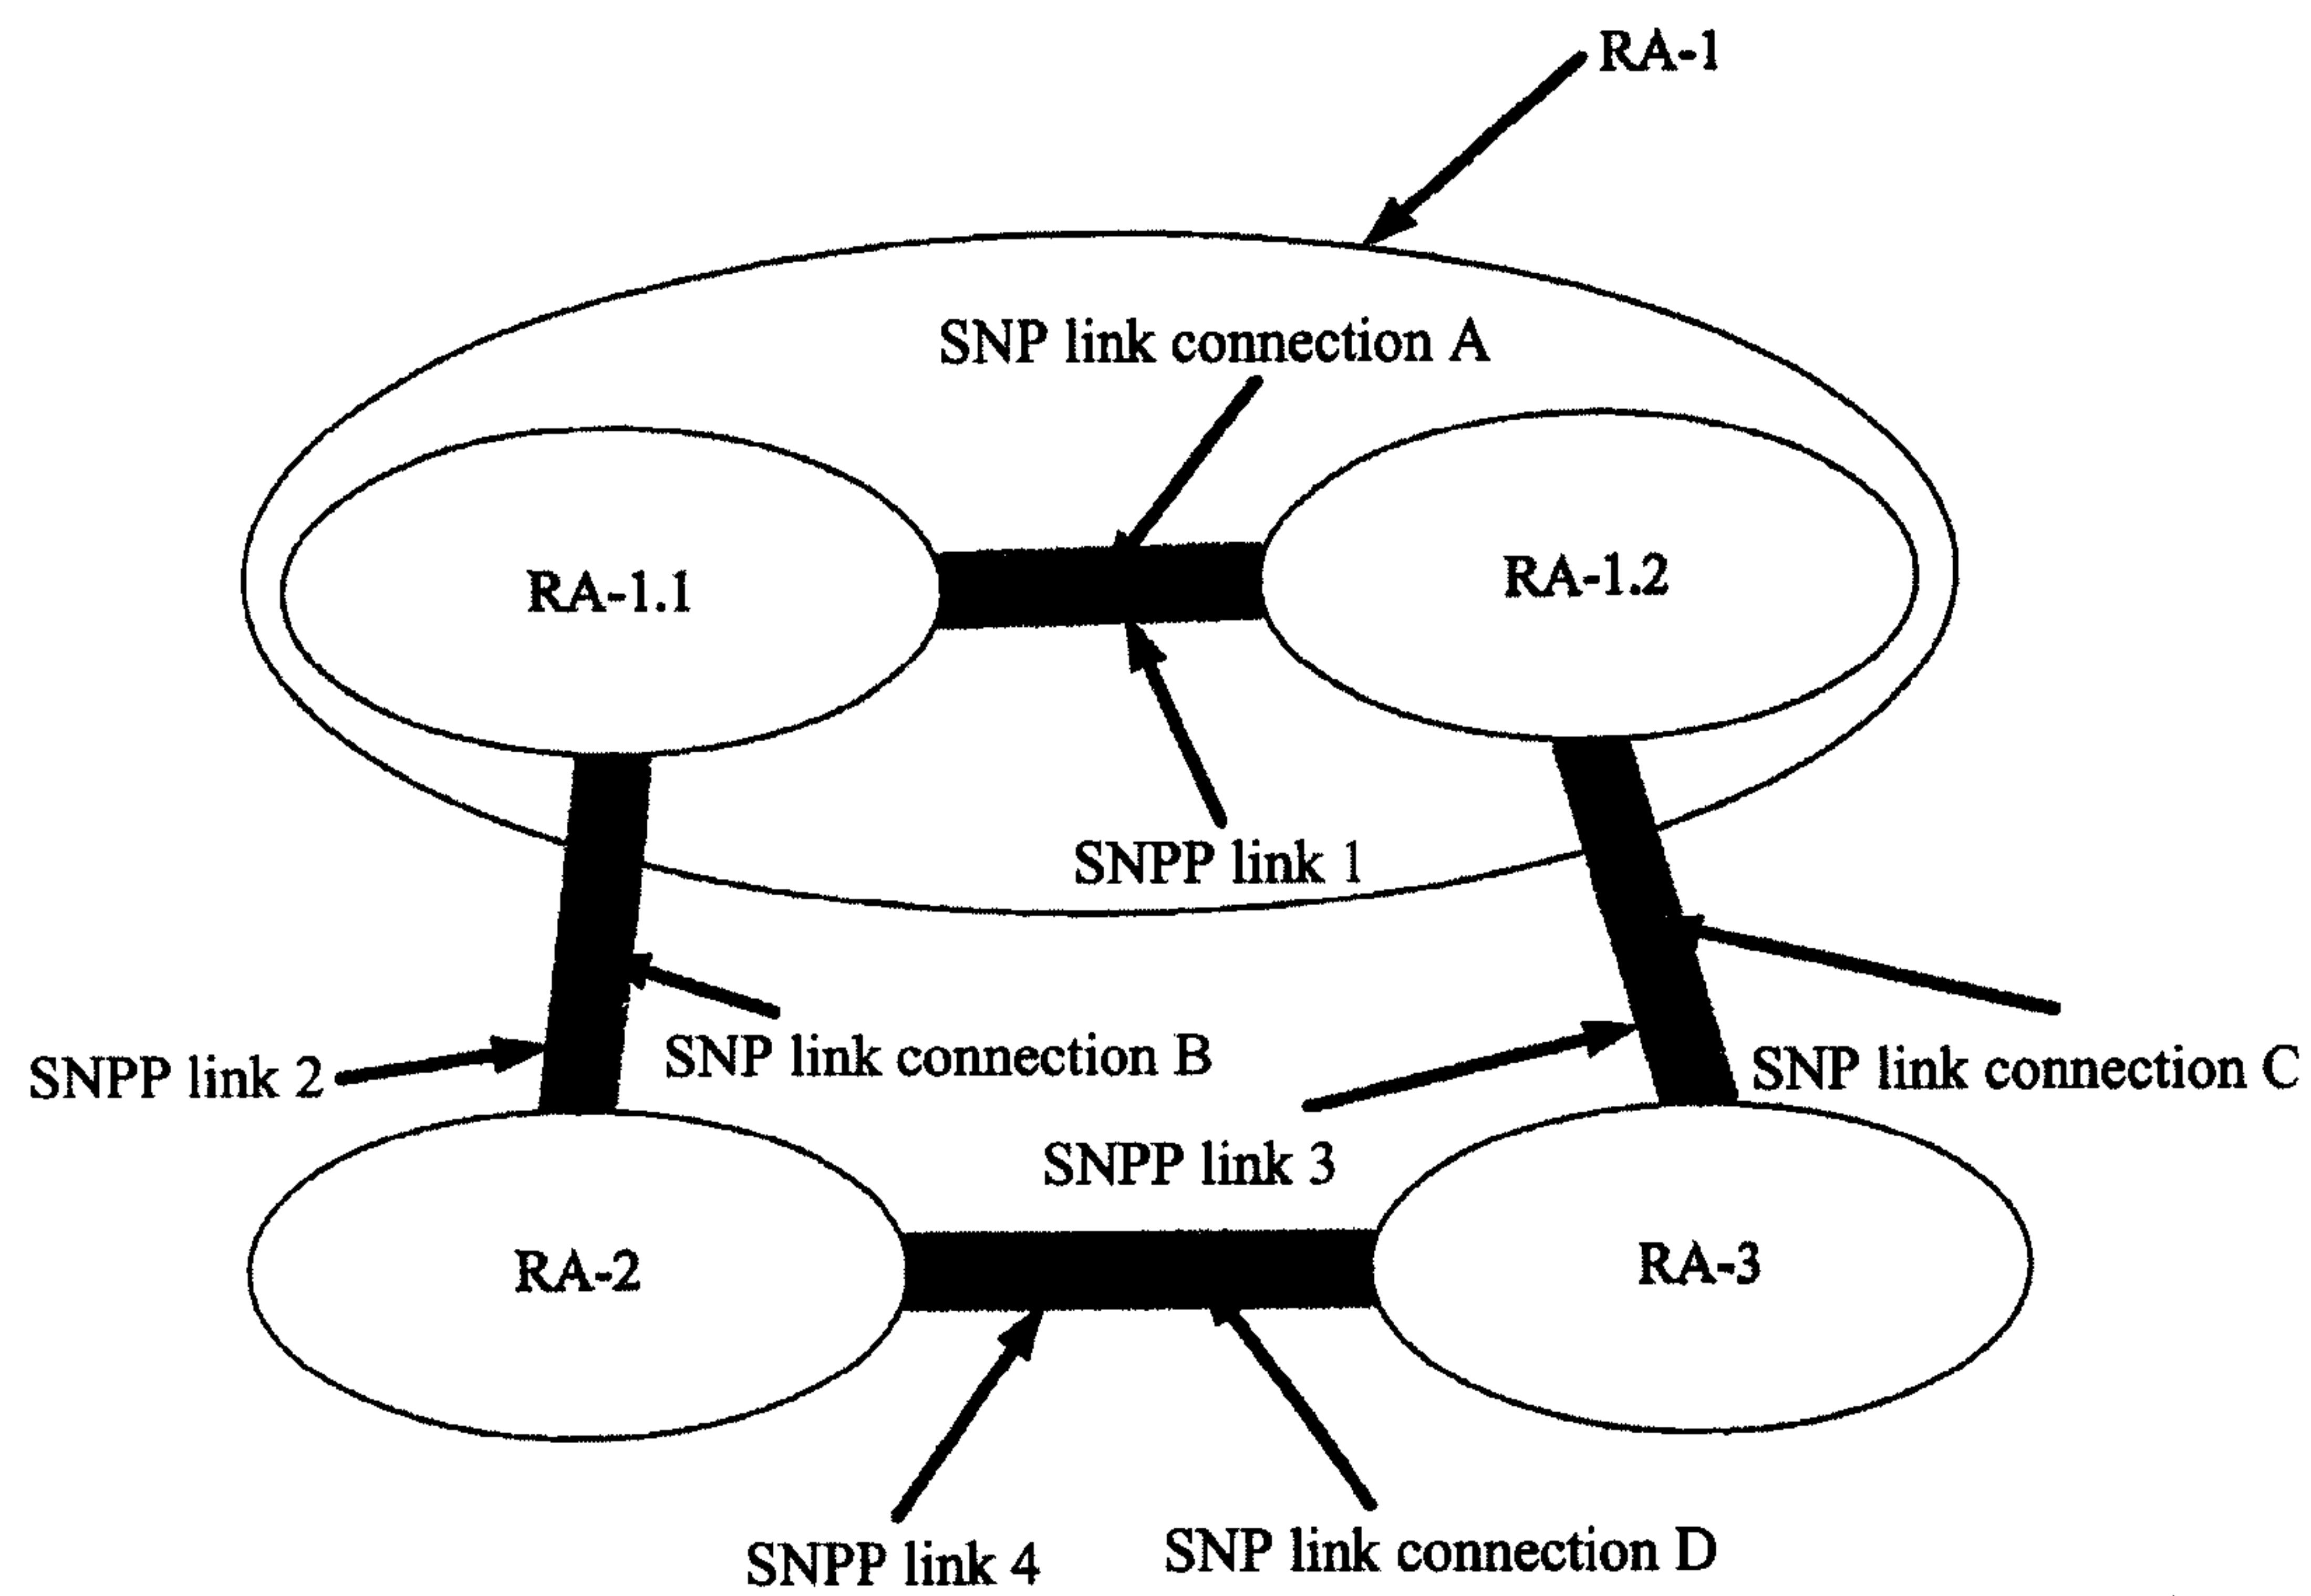 RA-1
SNP link connection A
RA-1.1
RA-1.2
SNPP link 1
SNP link connection B
SNPP link 2
SNP link connection C
SNPP link 3
RA-2
RA-3
SNPP link 4
SNP link connection D